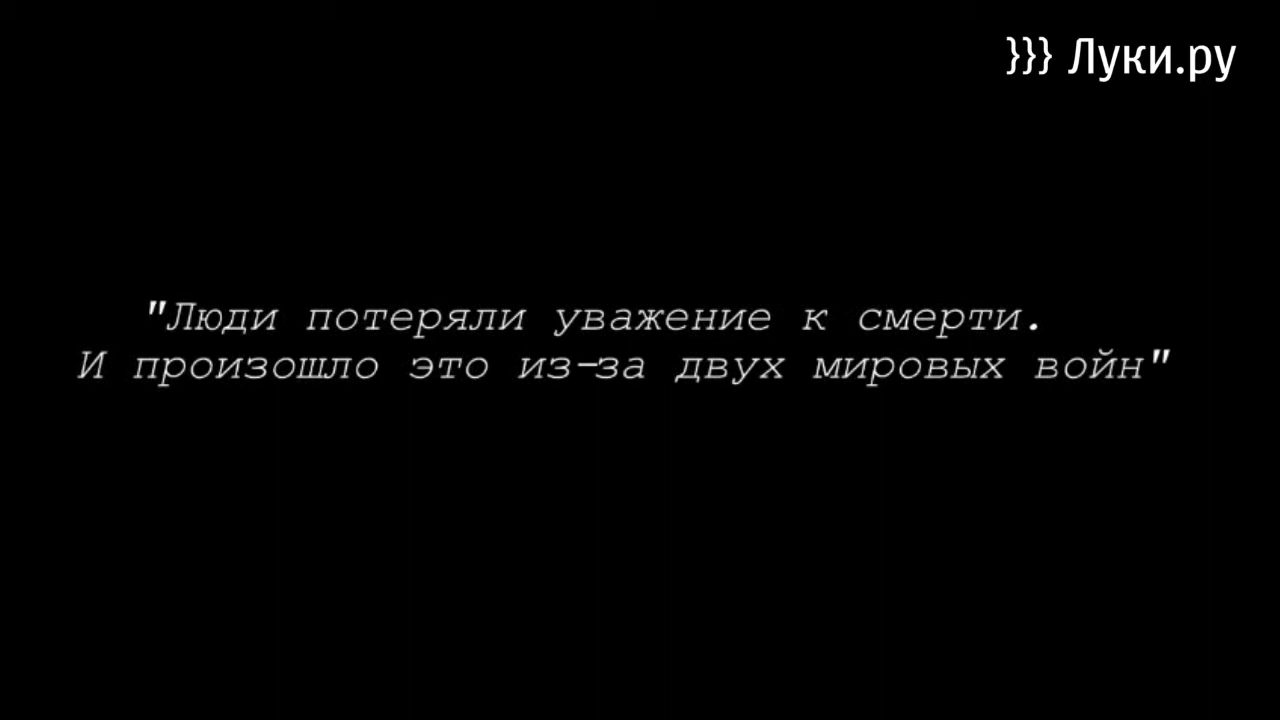 }}} Луки.ру
"Люди потеряли уважение к смерти.
И произошло это из-за двух мировых войн"